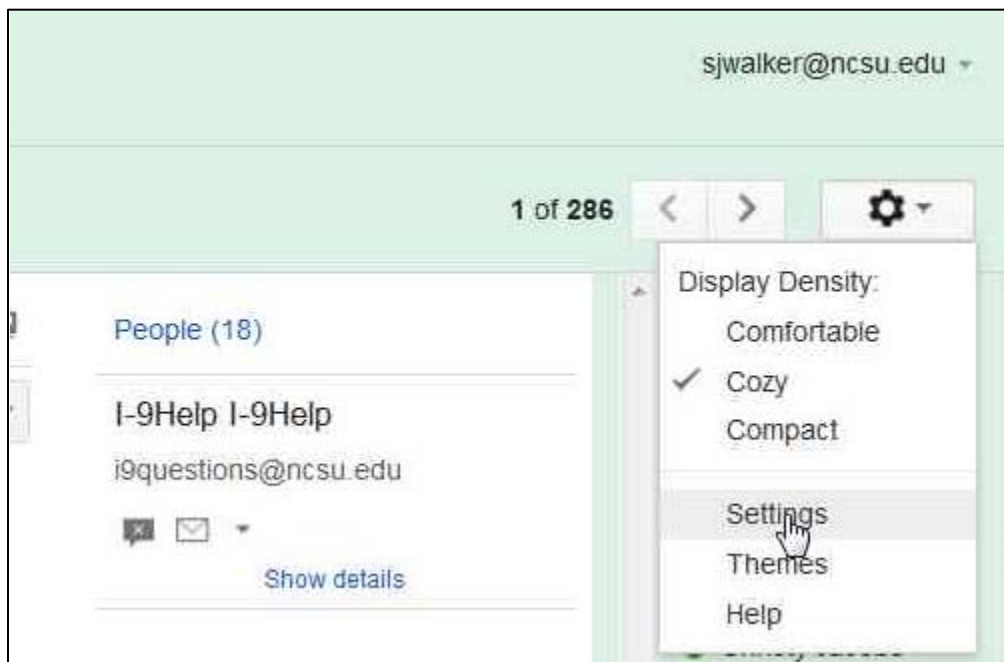 sjwalker@ncsu.edu
1 of 286
Display Density:
Comfortable
Cozy
Compact
Settings
Themes
Help
People (18)
I-9Help I-9Help
i9questions@ncsu.edu
Show details